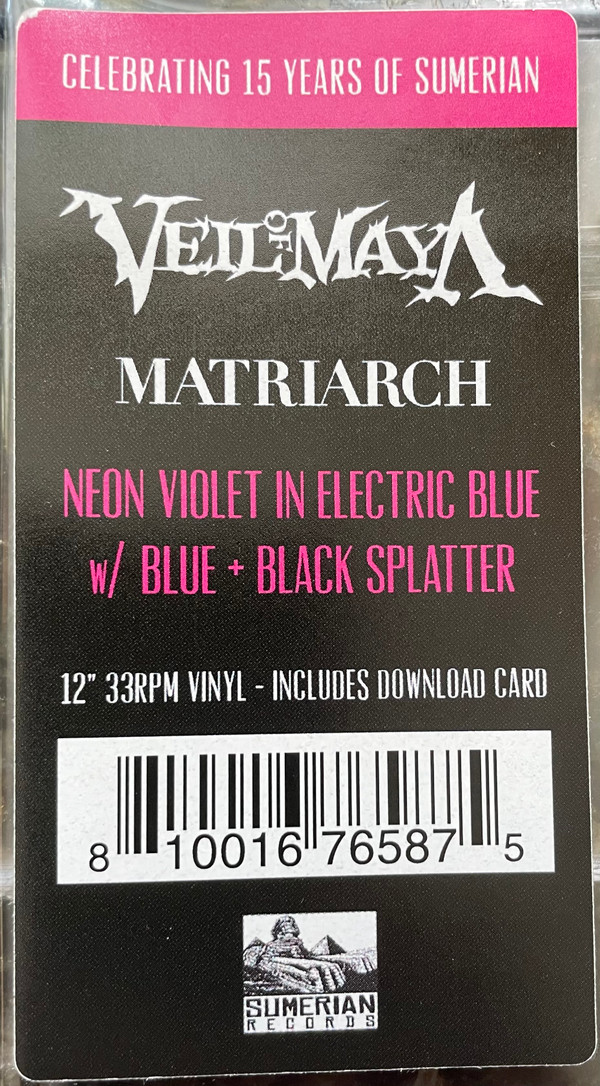 CELEBRATING 15 YEARS OF SUMERIAN
VEIL OF MAYA
MATRIARCH
NEON VIOLET IN ELECTRIC BLUE
w/ BLUE + BLACK SPLATTER
12" 33RPM VINYL - INCLUDES DOWNLOAD CARD
8 10016 76587 5
SUMERIAN
RECORDS